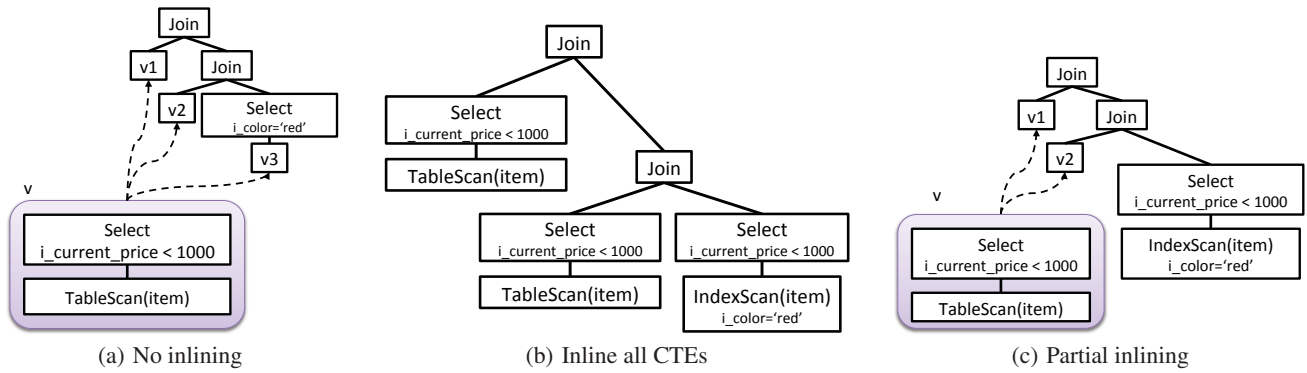 Join
v1
Join
v2
Select
i_color='red'
v3
v
Select
i_current_price < 1000
TableScan(item)
(a) No inlining
Join
Select
i_current_price < 1000
TableScan(item)
Join
Select
i_current_price < 1000
TableScan(item)
Select
i_current_price < 1000
IndexScan(item)
i_color='red'
(b) Inline all CTEs
Join
v1
Join
v2
Select
i_current_price < 1000
IndexScan(item)
i_color='red'
v
Select
i_current_price < 1000
TableScan(item)
(c) Partial inlining